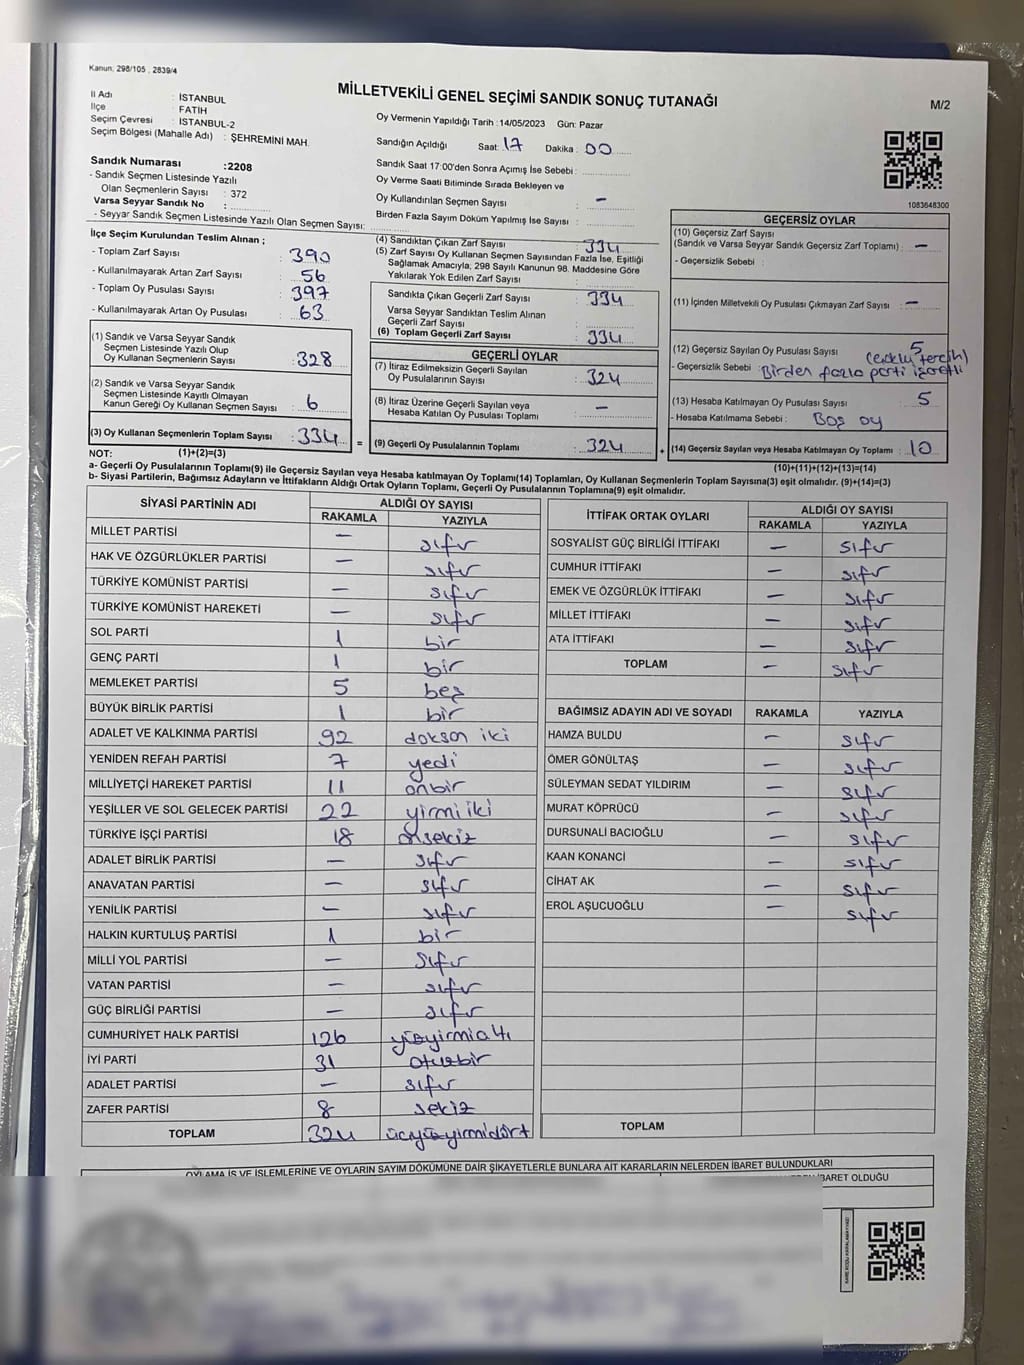 Kanun: 298/105 , 2839/4
MİLLETVEKİLİ GENEL SEÇİMİ SANDIK SONUÇ TUTANAĞI
M/2
İl Adı : İSTANBUL
İlçe : FATİH
Seçim Çevresi : İSTANBUL-2
Seçim Bölgesi (Mahalle Adı) : ŞEHREMİNİ MAH.
Oy Vermenin Yapıldığı Tarih :14/05/2023 Gün: Pazar
Sandığın Açıldığı Saat: 17 Dakika : 00
Sandık Saat 17:00'den Sonra Açılmış İse Sebebi :
Oy Verme Saati Bitiminde Sırada Bekleyen ve
Oy Kullandırılan Seçmen Sayısı : -
Birden Fazla Sayım Döküm Yapılmış İse Sayısı :
1083648300
Sandık Numarası :2208
- Sandık Seçmen Listesinde Yazılı
Olan Seçmenlerin Sayısı : 372
Varsa Seyyar Sandık No :
- Seyyar Sandık Seçmen Listesinde Yazılı Olan Seçmen Sayısı:
İlçe Seçim Kurulundan Teslim Alınan ;
- Toplam Zarf Sayısı : 390
- Kullanılmayarak Artan Zarf Sayısı : 56
- Toplam Oy Pusulası Sayısı : 397
- Kullanılmayarak Artan Oy Pusulası : 63
(1) Sandık ve Varsa Seyyar Sandık
Seçmen Listesinde Yazılı Olup
Oy Kullanan Seçmenlerin Sayısı : 328
(2) Sandık ve Varsa Seyyar Sandık
Seçmen Listesinde Kayıtlı Olmayan
Kanun Gereği Oy Kullanan Seçmen Sayısı : 6
(3) Oy Kullanan Seçmenlerin Toplam Sayısı : 334
(4) Sandıktan Çıkan Zarf Sayısı : 334
(5) Zarf Sayısı Oy Kullanan Seçmen Sayısından Fazla İse, Eşitliği
Sağlamak Amacıyla, 298 Sayılı Kanunun 98. Maddesine Göre
Yakılarak Yok Edilen Zarf Sayısı :
Sandıkta Çıkan Geçerli Zarf Sayısı : 334
Varsa Seyyar Sandıktan Teslim Alınan
Geçerli Zarf Sayısı :
(6) Toplam Geçerli Zarf Sayısı : 334
GEÇERLİ OYLAR
(7) İtiraz Edilmeksizin Geçerli Sayılan
Oy Pusulalarının Sayısı : 324
(8) İtiraz Üzerine Geçerli Sayılan veya
Hesaba Katılan Oy Pusulası Toplamı : -
= (9) Geçerli Oy Pusulalarının Toplamı : 324
GEÇERSİZ OYLAR
(10) Geçersiz Zarf Sayısı
(Sandık ve Varsa Seyyar Sandık Geçersiz Zarf Toplamı) : -
- Geçersizlik Sebebi :
(11) İçinden Milletvekili Oy Pusulası Çıkmayan Zarf Sayısı : -
(12) Geçersiz Sayılan Oy Pusulası Sayısı : 5
- Geçersizlik Sebebi : Birden fazla parti işaretli
(13) Hesaba Katılmayan Oy Pusulası Sayısı : 5
- Hesaba Katılmama Sebebi : Boş oy
+ (14) Geçersiz Sayılan veya Hesaba Katılmayan Oy Toplamı : 10
NOT: (1)+(2)=(3)
(10)+(11)+(12)+(13)=(14)
a- Geçerli Oy Pusulalarının Toplamı(9) ile Geçersiz Sayılan veya Hesaba katılmayan Oy Toplamı(14) Toplamları, Oy Kullanan Seçmenlerin Toplam Sayısına(3) eşit olmalıdır. (9)+(14)=(3)
b- Siyasi Partilerin, Bağımsız Adayların ve İttifakların Aldığı Ortak Oyların Toplamı, Geçerli Oy Pusulalarının Toplamına(9) eşit olmalıdır.
SİYASİ PARTİNİN ADI ALDIĞI OY SAYISI
RAKAMLA YAZIYLA
MİLLET PARTİSİ - sıfır
HAK VE ÖZGÜRLÜKLER PARTİSİ - sıfır
TÜRKİYE KOMÜNİST PARTİSİ - sıfır
TÜRKİYE KOMÜNİST HAREKETİ - sıfır
SOL PARTİ 1 bir
GENÇ PARTİ 1 bir
MEMLEKET PARTİSİ 5 beş
BÜYÜK BİRLİK PARTİSİ 1 bir
ADALET VE KALKINMA PARTİSİ 92 doksan iki
YENİDEN REFAH PARTİSİ 7 yedi
MİLLİYETÇİ HAREKET PARTİSİ 11 onbir
YEŞİLLER VE SOL GELECEK PARTİSİ 22 yirmi iki
TÜRKİYE İŞÇİ PARTİSİ 18 onsekiz
ADALET BİRLİK PARTİSİ - sıfır
ANAVATAN PARTİSİ - sıfır
YENİLİK PARTİSİ - sıfır
HALKIN KURTULUŞ PARTİSİ 1 bir
MİLLİ YOL PARTİSİ - sıfır
VATAN PARTİSİ - sıfır
GÜÇ BİRLİĞİ PARTİSİ - sıfır
CUMHURİYET HALK PARTİSİ 126 yüzyirmialtı
İYİ PARTİ 31 otuzbir
ADALET PARTİSİ - sıfır
ZAFER PARTİSİ 8 sekiz
TOPLAM 324 üçyüzyirmidört
İTTİFAK ORTAK OYLARI ALDIĞI OY SAYISI
RAKAMLA YAZIYLA
SOSYALİST GÜÇ BİRLİĞİ İTTİFAKI - sıfır
CUMHUR İTTİFAKI - sıfır
EMEK VE ÖZGÜRLÜK İTTİFAKI - sıfır
MİLLET İTTİFAKI - sıfır
ATA İTTİFAKI - sıfır
TOPLAM - sıfır
BAĞIMSIZ ADAYIN ADI VE SOYADI RAKAMLA YAZIYLA
HAMZA BULDU - sıfır
ÖMER GÖNÜLTAŞ - sıfır
SÜLEYMAN SEDAT YILDIRIM - sıfır
MURAT KÖPRÜCÜ - sıfır
DURSUNALİ BACIOĞLU - sıfır
KAAN KONANCİ - sıfır
CİHAT AK - sıfır
EROL AŞUCUOĞLU - sıfır
TOPLAM
OYLAMA İŞ VE İŞLEMLERİNE VE OYLARIN SAYIM DÖKÜMÜNE DAİR ŞİKAYETLERLE BUNLARA AİT KARARLARIN NELERDEN İBARET BULUNDUKLARI
İBARET OLDUĞU